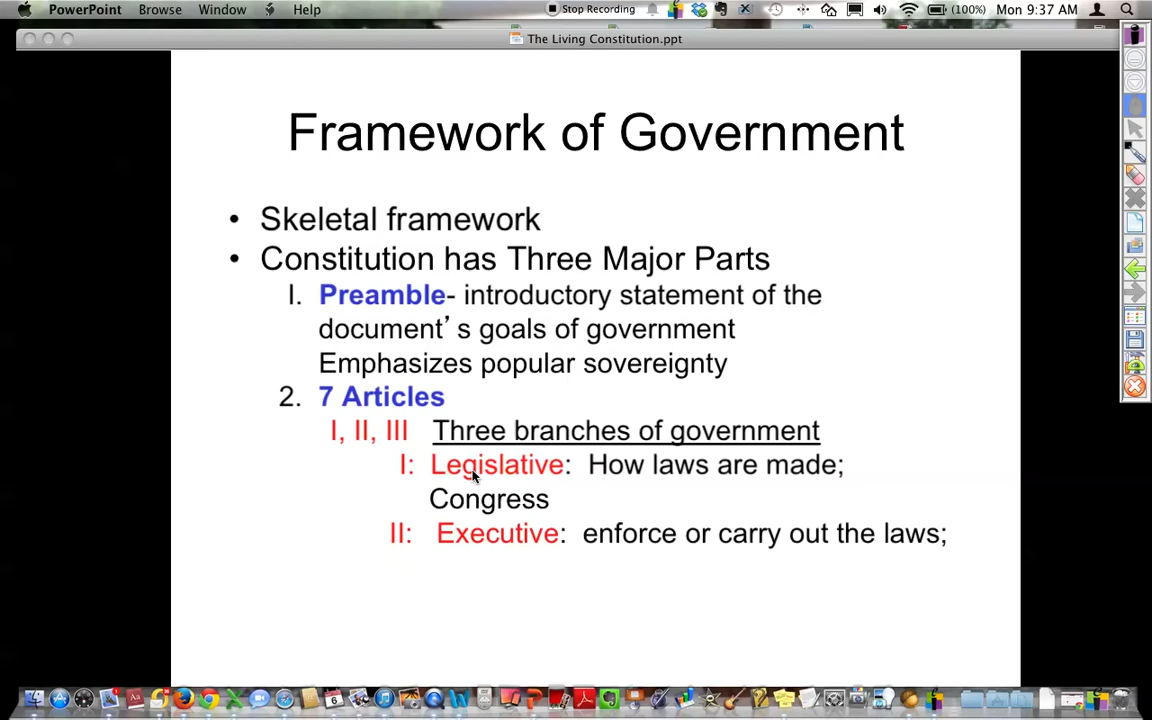 PowerPoint Browse Window Help Stop Recording (100%) Mon 9:37 AM
The Living Constitution.ppt
Framework of Government
• Skeletal framework
• Constitution has Three Major Parts
I. Preamble- introductory statement of the
document's goals of government
Emphasizes popular sovereignty
2. 7 Articles
I, II, III Three branches of government
I: Legislative: How laws are made;
Congress
II: Executive: enforce or carry out the laws;